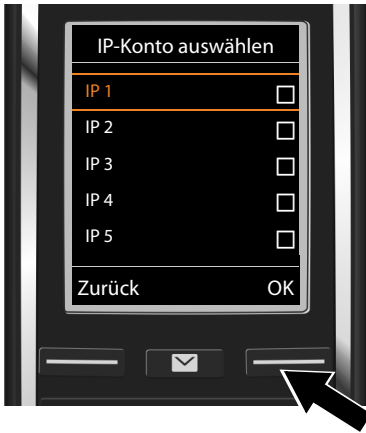 IP-Konto auswählen
IP 1
IP 2
IP 3
IP 4
IP 5
Zurück OK